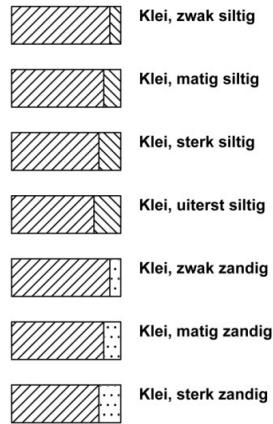 Klei, zwak siltig
Klei, matig siltig
Klei, sterk siltig
Klei, uiterst siltig
Klei, zwak zandig
Klei, matig zandig
Klei, sterk zandig